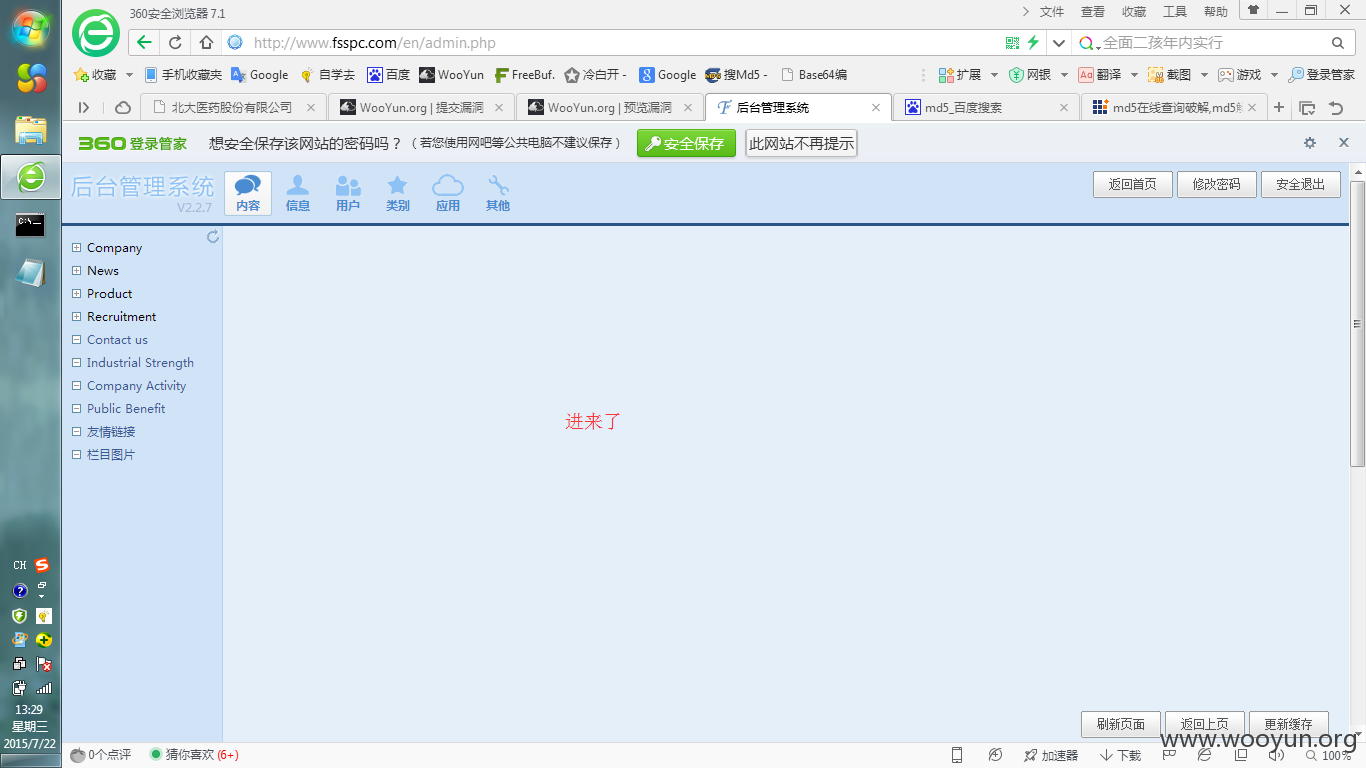 360安全浏览器 7.1
文件 查看 收藏 工具 帮助
http://www.fsspc.com/en/admin.php
全面二孩年内实行
收藏 手机收藏夹 Google 自学去 百度 WooYun FreeBuf. 冷白开 - Google 搜Md5 - Base64编
扩展 网银 翻译 截图 游戏 登录管家
北大医药股份有限公司
WooYun.org | 提交漏洞
WooYun.org | 预览漏洞
后台管理系统
md5_百度搜索
md5在线查询破解,md5
360 登录管家 想安全保存该网站的密码吗？（若您使用网吧等公共电脑不建议保存） 安全保存 此网站不再提示
后台管理系统
V2.2.7
内容 信息 用户 类别 应用 其他
返回首页 修改密码 安全退出
Company
News
Product
Recruitment
Contact us
Industrial Strength
Company Activity
Public Benefit
友情链接
栏目图片
进来了
刷新页面 返回上页 更新缓存
www.wooyun.org
CH
13:29
星期三
2015/7/22
0个点评 猜你喜欢 (6+)
加速器 下载 100%